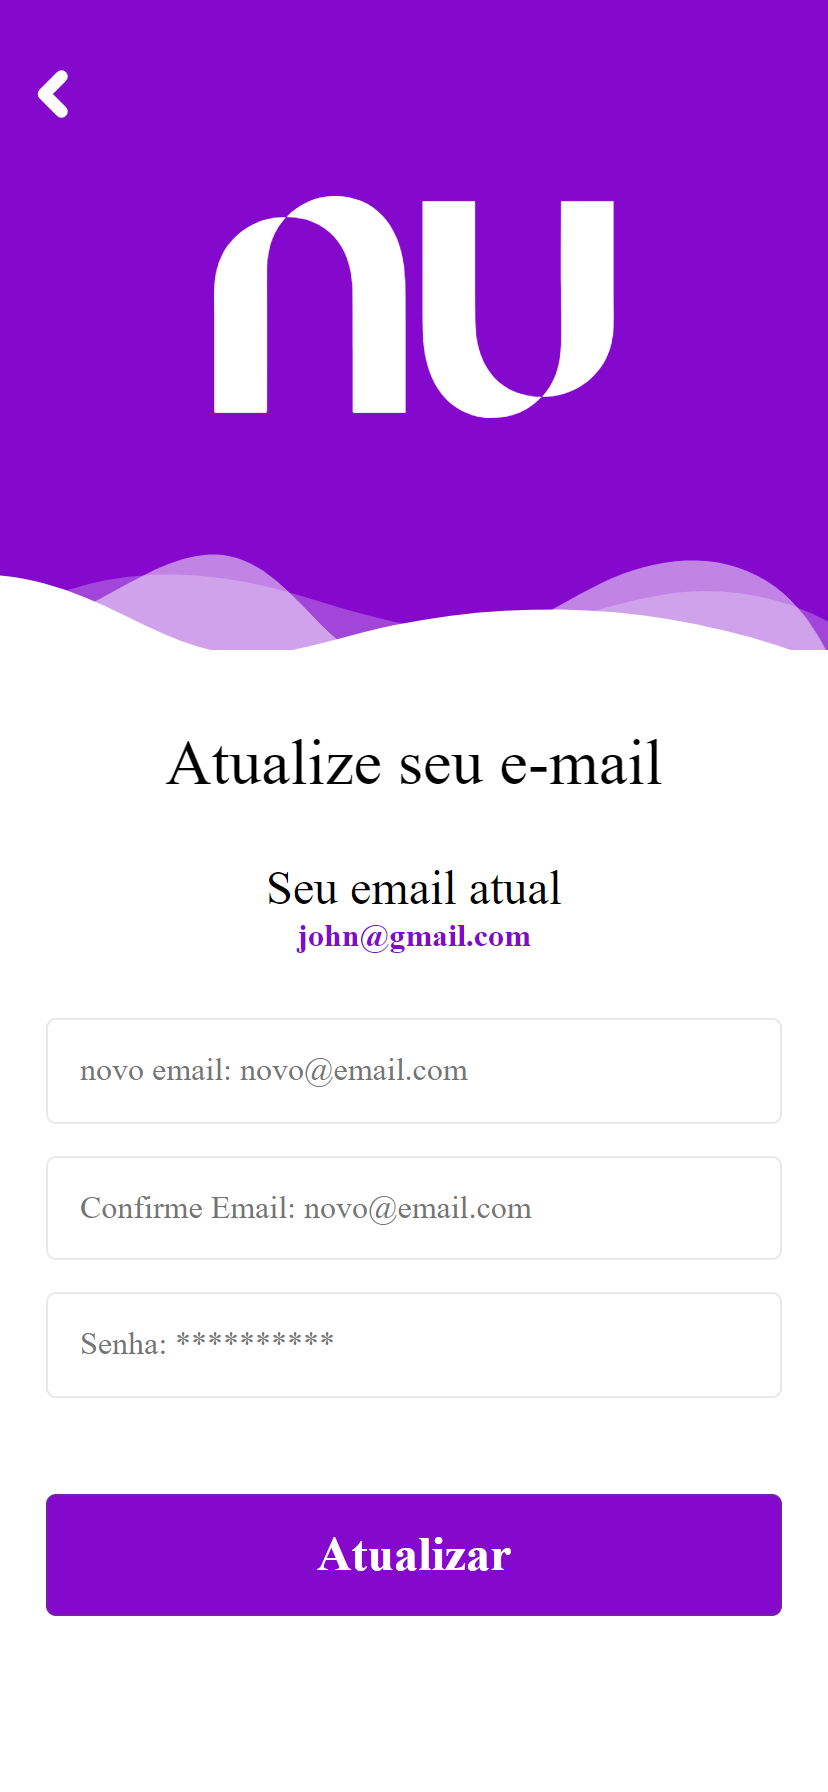 nu
Atualize seu e-mail
Seu email atual
john@gmail.com
novo email: novo@email.com
Confirme Email: novo@email.com
Senha: **********
Atualizar